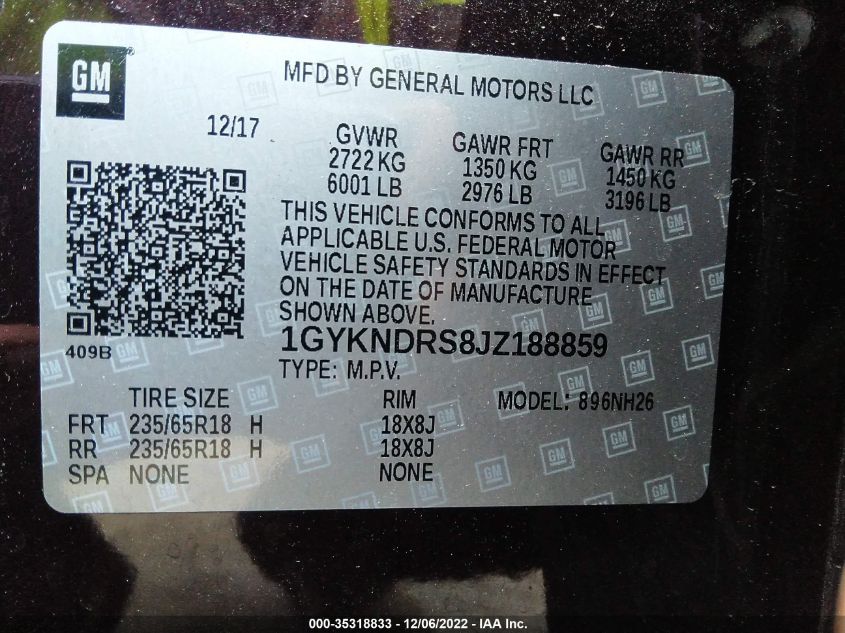 GM
MFD BY GENERAL MOTORS LLC
12/17
GVWR GAWR FRT GAWR RR
2722 KG 1350 KG 1450 KG
6001 LB 2976 LB 3196 LB
THIS VEHICLE CONFORMS TO ALL
APPLICABLE U.S. FEDERAL MOTOR
VEHICLE SAFETY STANDARDS IN EFFECT
ON THE DATE OF MANUFACTURE
SHOWN ABOVE.
1GYKNDRS8JZ188859
409B
TYPE: M.P.V.
TIRE SIZE RIM MODEL: 896NH26
FRT 235/65R18 H 18X8J
RR 235/65R18 H 18X8J
SPA NONE NONE
000-35318833 - 12/06/2022 - IAA Inc.